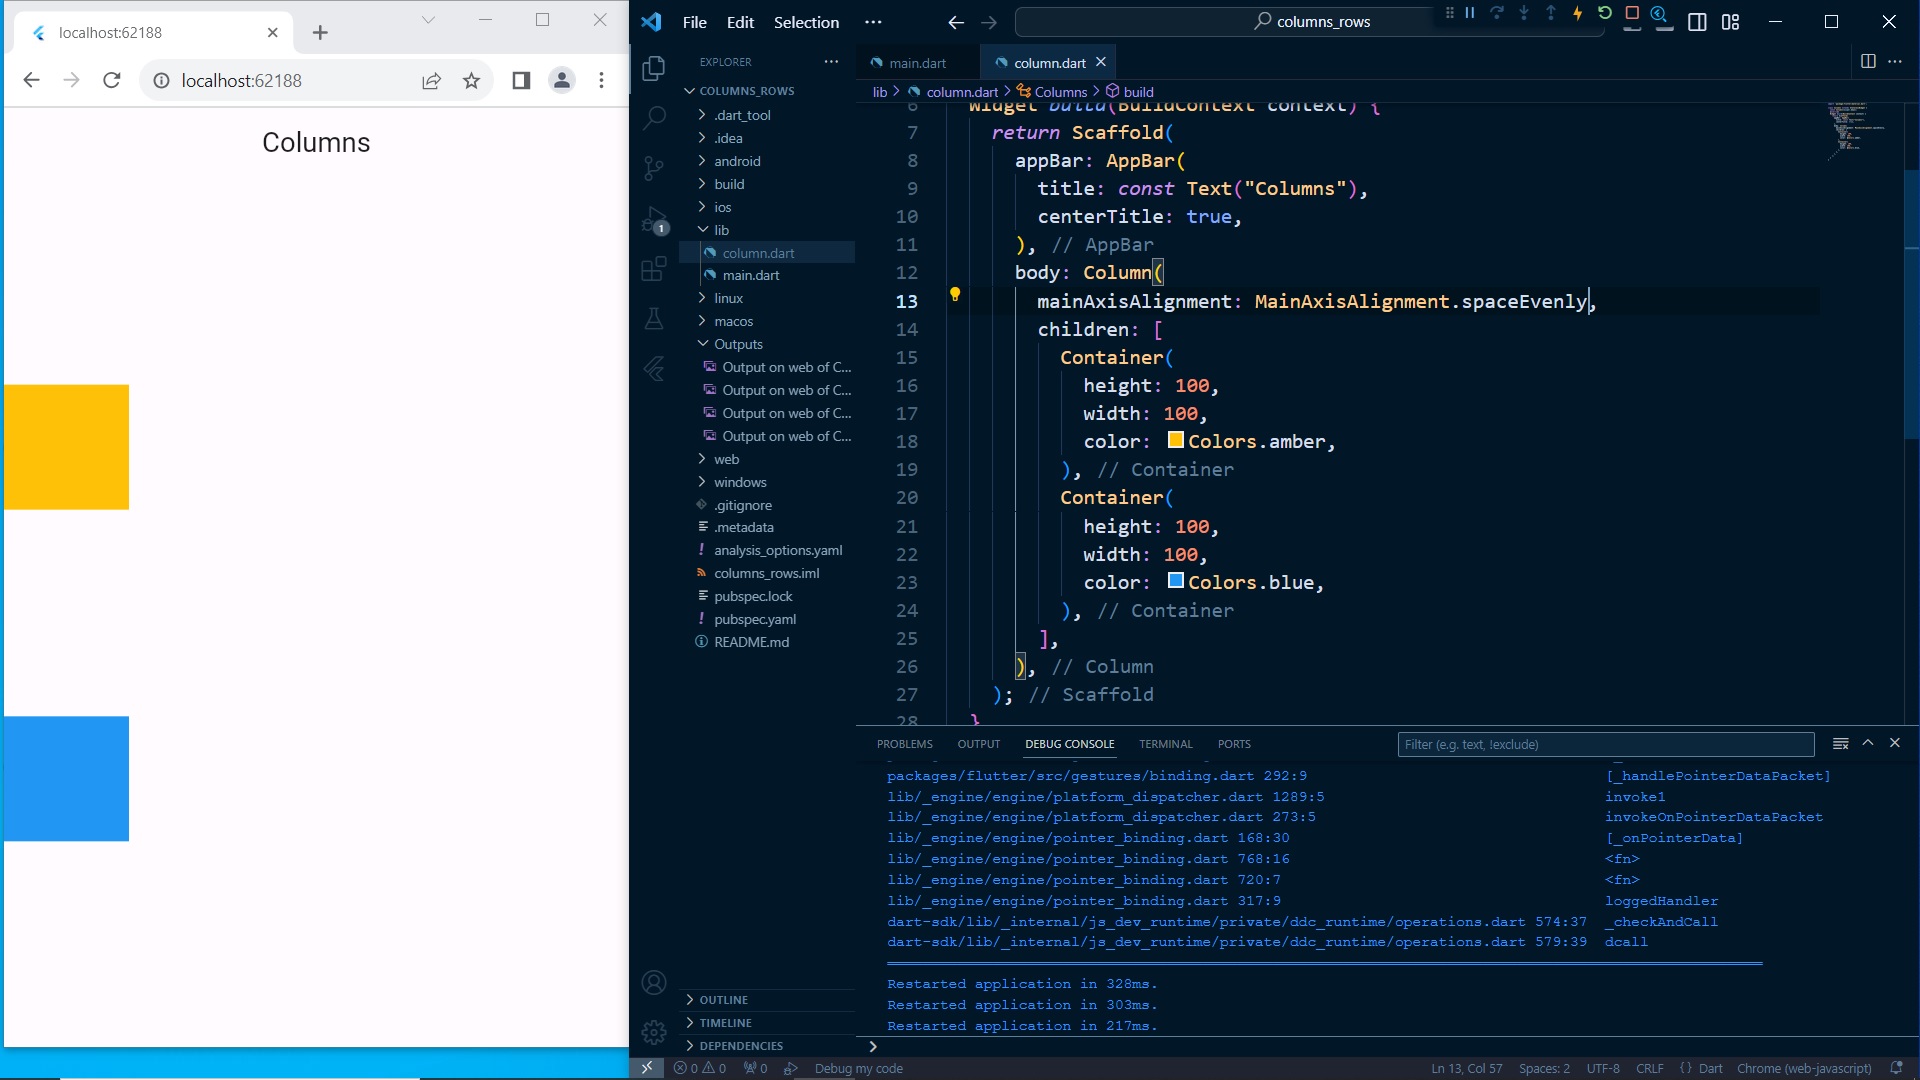 localhost:62188
localhost:62188
Columns
File Edit Selection ···
columns_rows
EXPLORER
COLUMNS_ROWS
.dart_tool
.idea
android
build
ios
lib
column.dart
main.dart
linux
macos
Outputs
Output on web of C...
Output on web of C...
Output on web of C...
Output on web of C...
web
windows
.gitignore
.metadata
analysis_options.yaml
columns_rows.iml
pubspec.lock
pubspec.yaml
README.md
OUTLINE
TIMELINE
DEPENDENCIES
1
main.dart column.dart
lib > column.dart > Columns > build
6 Widget build(BuildContext context) {
7 return Scaffold(
8 appBar: AppBar(
9 title: const Text("Columns"),
10 centerTitle: true,
11 ), // AppBar
12 body: Column(
13 mainAxisAlignment: MainAxisAlignment.spaceEvenly,
14 children: [
15 Container(
16 height: 100,
17 width: 100,
18 color: Colors.amber,
19 ), // Container
20 Container(
21 height: 100,
22 width: 100,
23 color: Colors.blue,
24 ), // Container
25 ],
26 ), // Column
27 ); // Scaffold
28 }
PROBLEMS OUTPUT DEBUG CONSOLE TERMINAL PORTS
Filter (e.g. text, !exclude)
packages/flutter/src/gestures/binding.dart 292:9 [_handlePointerDataPacket]
lib/_engine/engine/platform_dispatcher.dart 1289:5 invoke1
lib/_engine/engine/platform_dispatcher.dart 273:5 invokeOnPointerDataPacket
lib/_engine/engine/pointer_binding.dart 168:30 [_onPointerData]
lib/_engine/engine/pointer_binding.dart 768:16 <fn>
lib/_engine/engine/pointer_binding.dart 720:7 <fn>
lib/_engine/engine/pointer_binding.dart 317:9 loggedHandler
dart-sdk/lib/_internal/js_dev_runtime/private/ddc_runtime/operations.dart 574:37 _checkAndCall
dart-sdk/lib/_internal/js_dev_runtime/private/ddc_runtime/operations.dart 579:39 dcall
Restarted application in 328ms.
Restarted application in 303ms.
Restarted application in 217ms.
0 0 0 Debug my code Ln 13, Col 57 Spaces: 2 UTF-8 CRLF {} Dart Chrome (web-javascript)